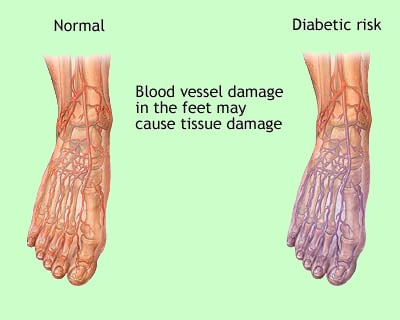 Normal
Diabetic risk
Blood vessel damage
in the feet may
cause tissue damage